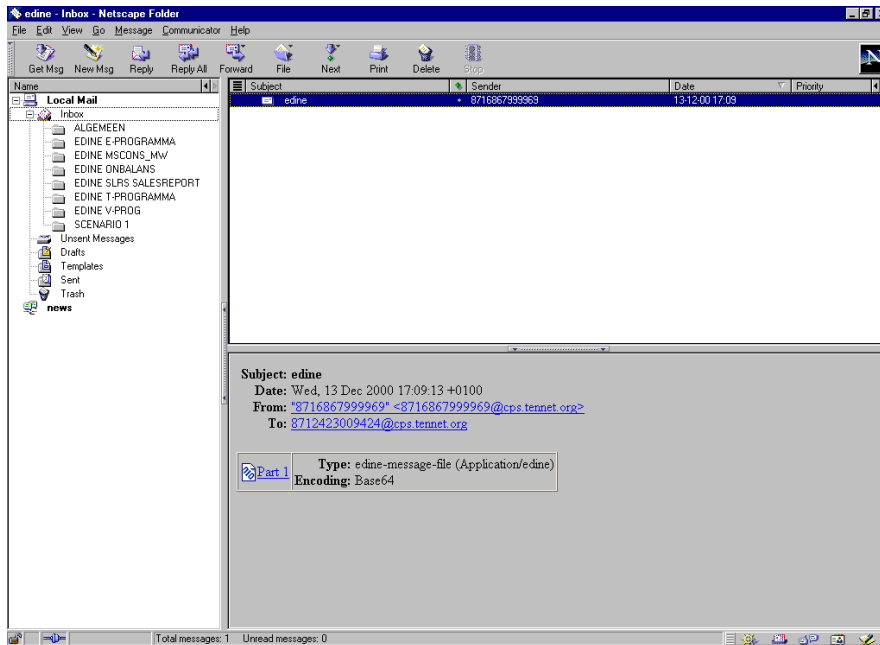 edine - Inbox - Netscape Folder
File Edit View Go Message Communicator Help
Get Msg New Msg Reply Reply All Forward File Next Print Delete Stop
N
Name
Subject Sender Date Priority
Local Mail
edine 8716867999969 13-12-00 17:09
Inbox
ALGEMEEN
EDINE E-PROGRAMMA
EDINE MSCONS_MW
EDINE ONBALANS
EDINE SLRS SALESREPORT
EDINE T-PROGRAMMA
EDINE V-PROG
SCENARIO 1
Unsent Messages
Drafts
Templates
Sent
Trash
news
Subject: edine
Date: Wed, 13 Dec 2000 17:09:13 +0100
From: "8716867999969" <8716867999969@cps.tennet.org>
To: 8712423009424@cps.tennet.org
Part 1
Type: edine-message-file (Application/edine)
Encoding: Base64
Total messages: 1 Unread messages: 0